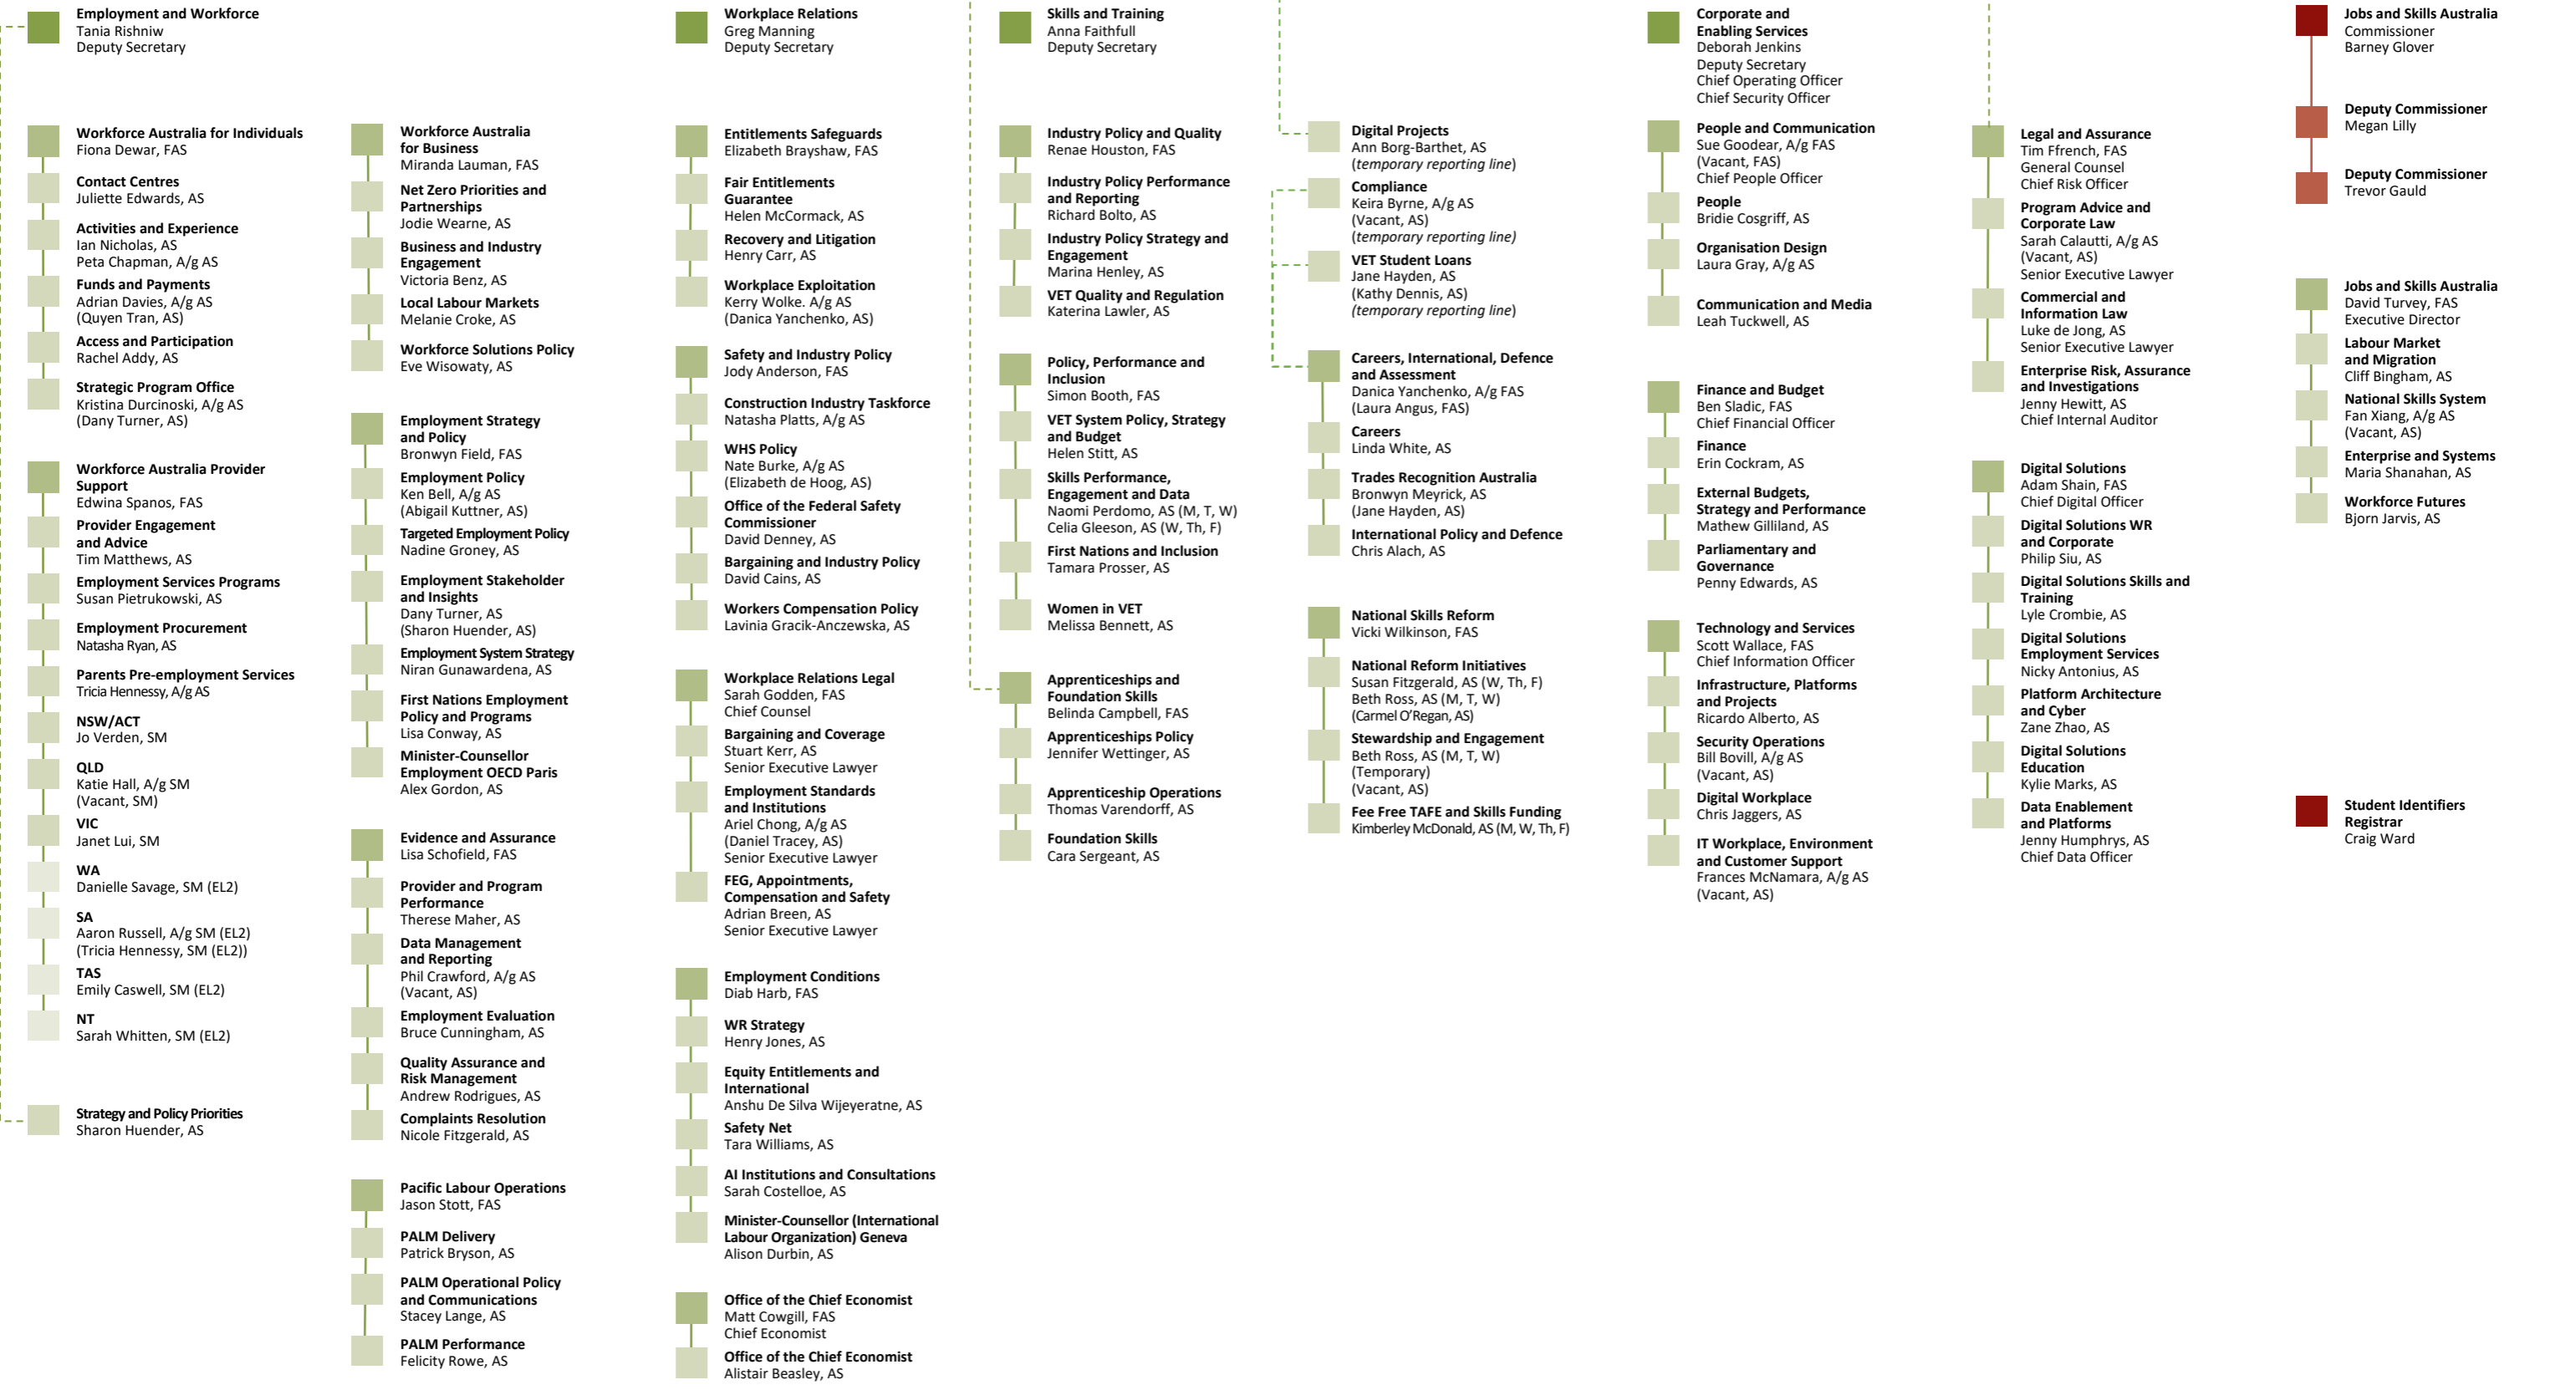 Employment and Workforce
Tania Rishniw
Deputy Secretary
Workforce Australia for Individuals
Fiona Dewar, FAS
Contact Centres
Juliette Edwards, AS
Activities and Experience
Ian Nicholas, AS
Peta Chapman, A/g AS
Funds and Payments
Adrian Davies, A/g AS
(Quyen Tran, AS)
Access and Participation
Rachel Addy, AS
Strategic Program Office
Kristina Durcinoski, A/g AS
(Dany Turner, AS)
Workforce Australia Provider
Support
Edwina Spanos, FAS
Provider Engagement
and Advice
Tim Matthews, AS
Employment Services Programs
Susan Pietrukowski, AS
Employment Procurement
Natasha Ryan, AS
Parents Pre-employment Services
Tricia Hennessy, A/g AS
NSW/ACT
Jo Verden, SM
QLD
Katie Hall, A/g SM
(Vacant, SM)
VIC
Janet Lui, SM
WA
Danielle Savage, SM (EL2)
SA
Aaron Russell, A/g SM (EL2)
(Tricia Hennessy, SM (EL2))
TAS
Emily Caswell, SM (EL2)
NT
Sarah Whitten, SM (EL2)
Strategy and Policy Priorities
Sharon Huender, AS
Workforce Australia
for Business
Miranda Lauman, FAS
Net Zero Priorities and
Partnerships
Jodie Wearne, AS
Business and Industry
Engagement
Victoria Benz, AS
Local Labour Markets
Melanie Croke, AS
Workforce Solutions Policy
Eve Wisowaty, AS
Employment Strategy
and Policy
Bronwyn Field, FAS
Employment Policy
Ken Bell, A/g AS
(Abigail Kuttner, AS)
Targeted Employment Policy
Nadine Groney, AS
Employment Stakeholder
and Insights
Dany Turner, AS
(Sharon Huender, AS)
Employment System Strategy
Niran Gunawardena, AS
First Nations Employment
Policy and Programs
Lisa Conway, AS
Minister-Counsellor
Employment OECD Paris
Alex Gordon, AS
Evidence and Assurance
Lisa Schofield, FAS
Provider and Program
Performance
Therese Maher, AS
Data Management
and Reporting
Phil Crawford, A/g AS
(Vacant, AS)
Employment Evaluation
Bruce Cunningham, AS
Quality Assurance and
Risk Management
Andrew Rodrigues, AS
Complaints Resolution
Nicole Fitzgerald, AS
Pacific Labour Operations
Jason Stott, FAS
PALM Delivery
Patrick Bryson, AS
PALM Operational Policy
and Communications
Stacey Lange, AS
PALM Performance
Felicity Rowe, AS
Workplace Relations
Greg Manning
Deputy Secretary
Entitlements Safeguards
Elizabeth Brayshaw, FAS
Fair Entitlements
Guarantee
Helen McCormack, AS
Recovery and Litigation
Henry Carr, AS
Workplace Exploitation
Kerry Wolke. A/g AS
(Danica Yanchenko, AS)
Safety and Industry Policy
Jody Anderson, FAS
Construction Industry Taskforce
Natasha Platts, A/g AS
WHS Policy
Nate Burke, A/g AS
(Elizabeth de Hoog, AS)
Office of the Federal Safety
Commissioner
David Denney, AS
Bargaining and Industry Policy
David Cains, AS
Workers Compensation Policy
Lavinia Gracik-Anczewska, AS
Workplace Relations Legal
Sarah Godden, FAS
Chief Counsel
Bargaining and Coverage
Stuart Kerr, AS
Senior Executive Lawyer
Employment Standards
and Institutions
Ariel Chong, A/g AS
(Daniel Tracey, AS)
Senior Executive Lawyer
FEG, Appointments,
Compensation and Safety
Adrian Breen, AS
Senior Executive Lawyer
Employment Conditions
Diab Harb, FAS
WR Strategy
Henry Jones, AS
Equity Entitlements and
International
Anshu De Silva Wijeyeratne, AS
Safety Net
Tara Williams, AS
AI Institutions and Consultations
Sarah Costelloe, AS
Minister-Counsellor (International
Labour Organization) Geneva
Alison Durbin, AS
Office of the Chief Economist
Matt Cowgill, FAS
Chief Economist
Office of the Chief Economist
Alistair Beasley, AS
Skills and Training
Anna Faithfull
Deputy Secretary
Industry Policy and Quality
Renae Houston, FAS
Industry Policy Performance
and Reporting
Richard Bolto, AS
Industry Policy Strategy and
Engagement
Marina Henley, AS
VET Quality and Regulation
Katerina Lawler, AS
Policy, Performance and
Inclusion
Simon Booth, FAS
VET System Policy, Strategy
and Budget
Helen Stitt, AS
Skills Performance,
Engagement and Data
Naomi Perdomo, AS (M, T, W)
Celia Gleeson, AS (W, Th, F)
First Nations and Inclusion
Tamara Prosser, AS
Women in VET
Melissa Bennett, AS
Apprenticeships and
Foundation Skills
Belinda Campbell, FAS
Apprenticeships Policy
Jennifer Wettinger, AS
Apprenticeship Operations
Thomas Varendorff, AS
Foundation Skills
Cara Sergeant, AS
Digital Projects
Ann Borg-Barthet, AS
(temporary reporting line)
Compliance
Keira Byrne, A/g AS
(Vacant, AS)
(temporary reporting line)
VET Student Loans
Jane Hayden, AS
(Kathy Dennis, AS)
(temporary reporting line)
Careers, International, Defence
and Assessment
Danica Yanchenko, A/g FAS
(Laura Angus, FAS)
Careers
Linda White, AS
Trades Recognition Australia
Bronwyn Meyrick, AS
(Jane Hayden, AS)
International Policy and Defence
Chris Alach, AS
National Skills Reform
Vicki Wilkinson, FAS
National Reform Initiatives
Susan Fitzgerald, AS (W, Th, F)
Beth Ross, AS (M, T, W)
(Carmel O'Regan, AS)
Stewardship and Engagement
Beth Ross, AS (M, T, W)
(Temporary)
(Vacant, AS)
Fee Free TAFE and Skills Funding
Kimberley McDonald, AS (M, W, Th, F)
Corporate and
Enabling Services
Deborah Jenkins
Deputy Secretary
Chief Operating Officer
Chief Security Officer
People and Communication
Sue Goodear, A/g FAS
(Vacant, FAS)
Chief People Officer
People
Bridie Cosgriff, AS
Organisation Design
Laura Gray, A/g AS
Communication and Media
Leah Tuckwell, AS
Finance and Budget
Ben Sladic, FAS
Chief Financial Officer
Finance
Erin Cockram, AS
External Budgets,
Strategy and Performance
Mathew Gilliland, AS
Parliamentary and
Governance
Penny Edwards, AS
Technology and Services
Scott Wallace, FAS
Chief Information Officer
Infrastructure, Platforms
and Projects
Ricardo Alberto, AS
Security Operations
Bill Bovill, A/g AS
(Vacant, AS)
Digital Workplace
Chris Jaggers, AS
IT Workplace, Environment
and Customer Support
Frances McNamara, A/g AS
(Vacant, AS)
Legal and Assurance
Tim Ffrench, FAS
General Counsel
Chief Risk Officer
Program Advice and
Corporate Law
Sarah Calautti, A/g AS
(Vacant, AS)
Senior Executive Lawyer
Commercial and
Information Law
Luke de Jong, AS
Senior Executive Lawyer
Enterprise Risk, Assurance
and Investigations
Jenny Hewitt, AS
Chief Internal Auditor
Digital Solutions
Adam Shain, FAS
Chief Digital Officer
Digital Solutions WR
and Corporate
Philip Siu, AS
Digital Solutions Skills and
Training
Lyle Crombie, AS
Digital Solutions
Employment Services
Nicky Antonius, AS
Platform Architecture
and Cyber
Zane Zhao, AS
Digital Solutions
Education
Kylie Marks, AS
Data Enablement
and Platforms
Jenny Humphrys, AS
Chief Data Officer
Jobs and Skills Australia
Commissioner
Barney Glover
Deputy Commissioner
Megan Lilly
Deputy Commissioner
Trevor Gauld
Jobs and Skills Australia
David Turvey, FAS
Executive Director
Labour Market
and Migration
Cliff Bingham, AS
National Skills System
Fan Xiang, A/g AS
(Vacant, AS)
Enterprise and Systems
Maria Shanahan, AS
Workforce Futures
Bjorn Jarvis, AS
Student Identifiers
Registrar
Craig Ward